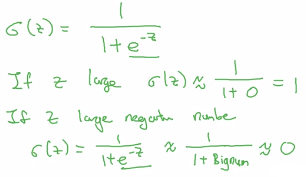 σ(z) = 1 / (1 + e^{-z})
If z large σ(z) ≈ 1 / (1 + 0) = 1
If z large negative number
σ(z) = 1 / (1 + e^{-z}) ≈ 1 / (1 + Bignum) ≈ 0